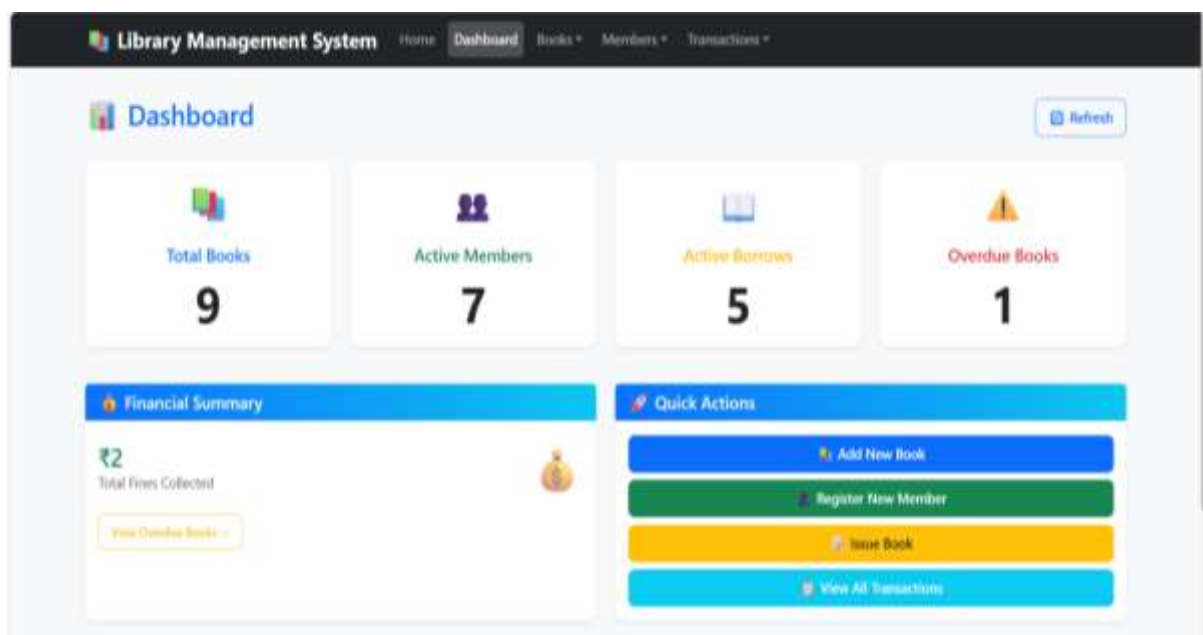 Library Management System Home Dashboard Books Members Transactions
Dashboard
Refresh
Total Books
Active Members
Active Borrows
Overdue Books
9
7
5
1
Financial Summary
₹2
Total Fines Collected
View Overdue Books
Quick Actions
Add New Book
Register New Member
Issue Book
View All Transactions